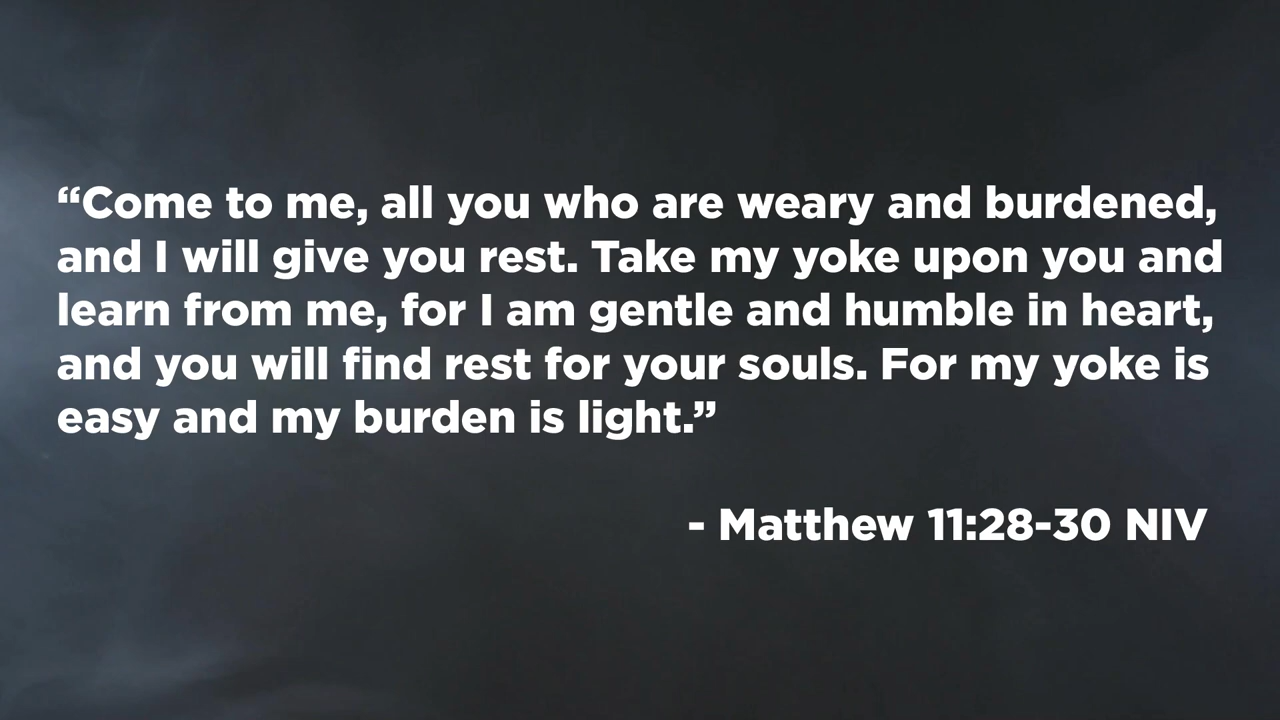 “Come to me, all you who are weary and burdened,
and I will give you rest. Take my yoke upon you and
learn from me, for I am gentle and humble in heart,
and you will find rest for your souls. For my yoke is
easy and my burden is light.”
- Matthew 11:28-30 NIV